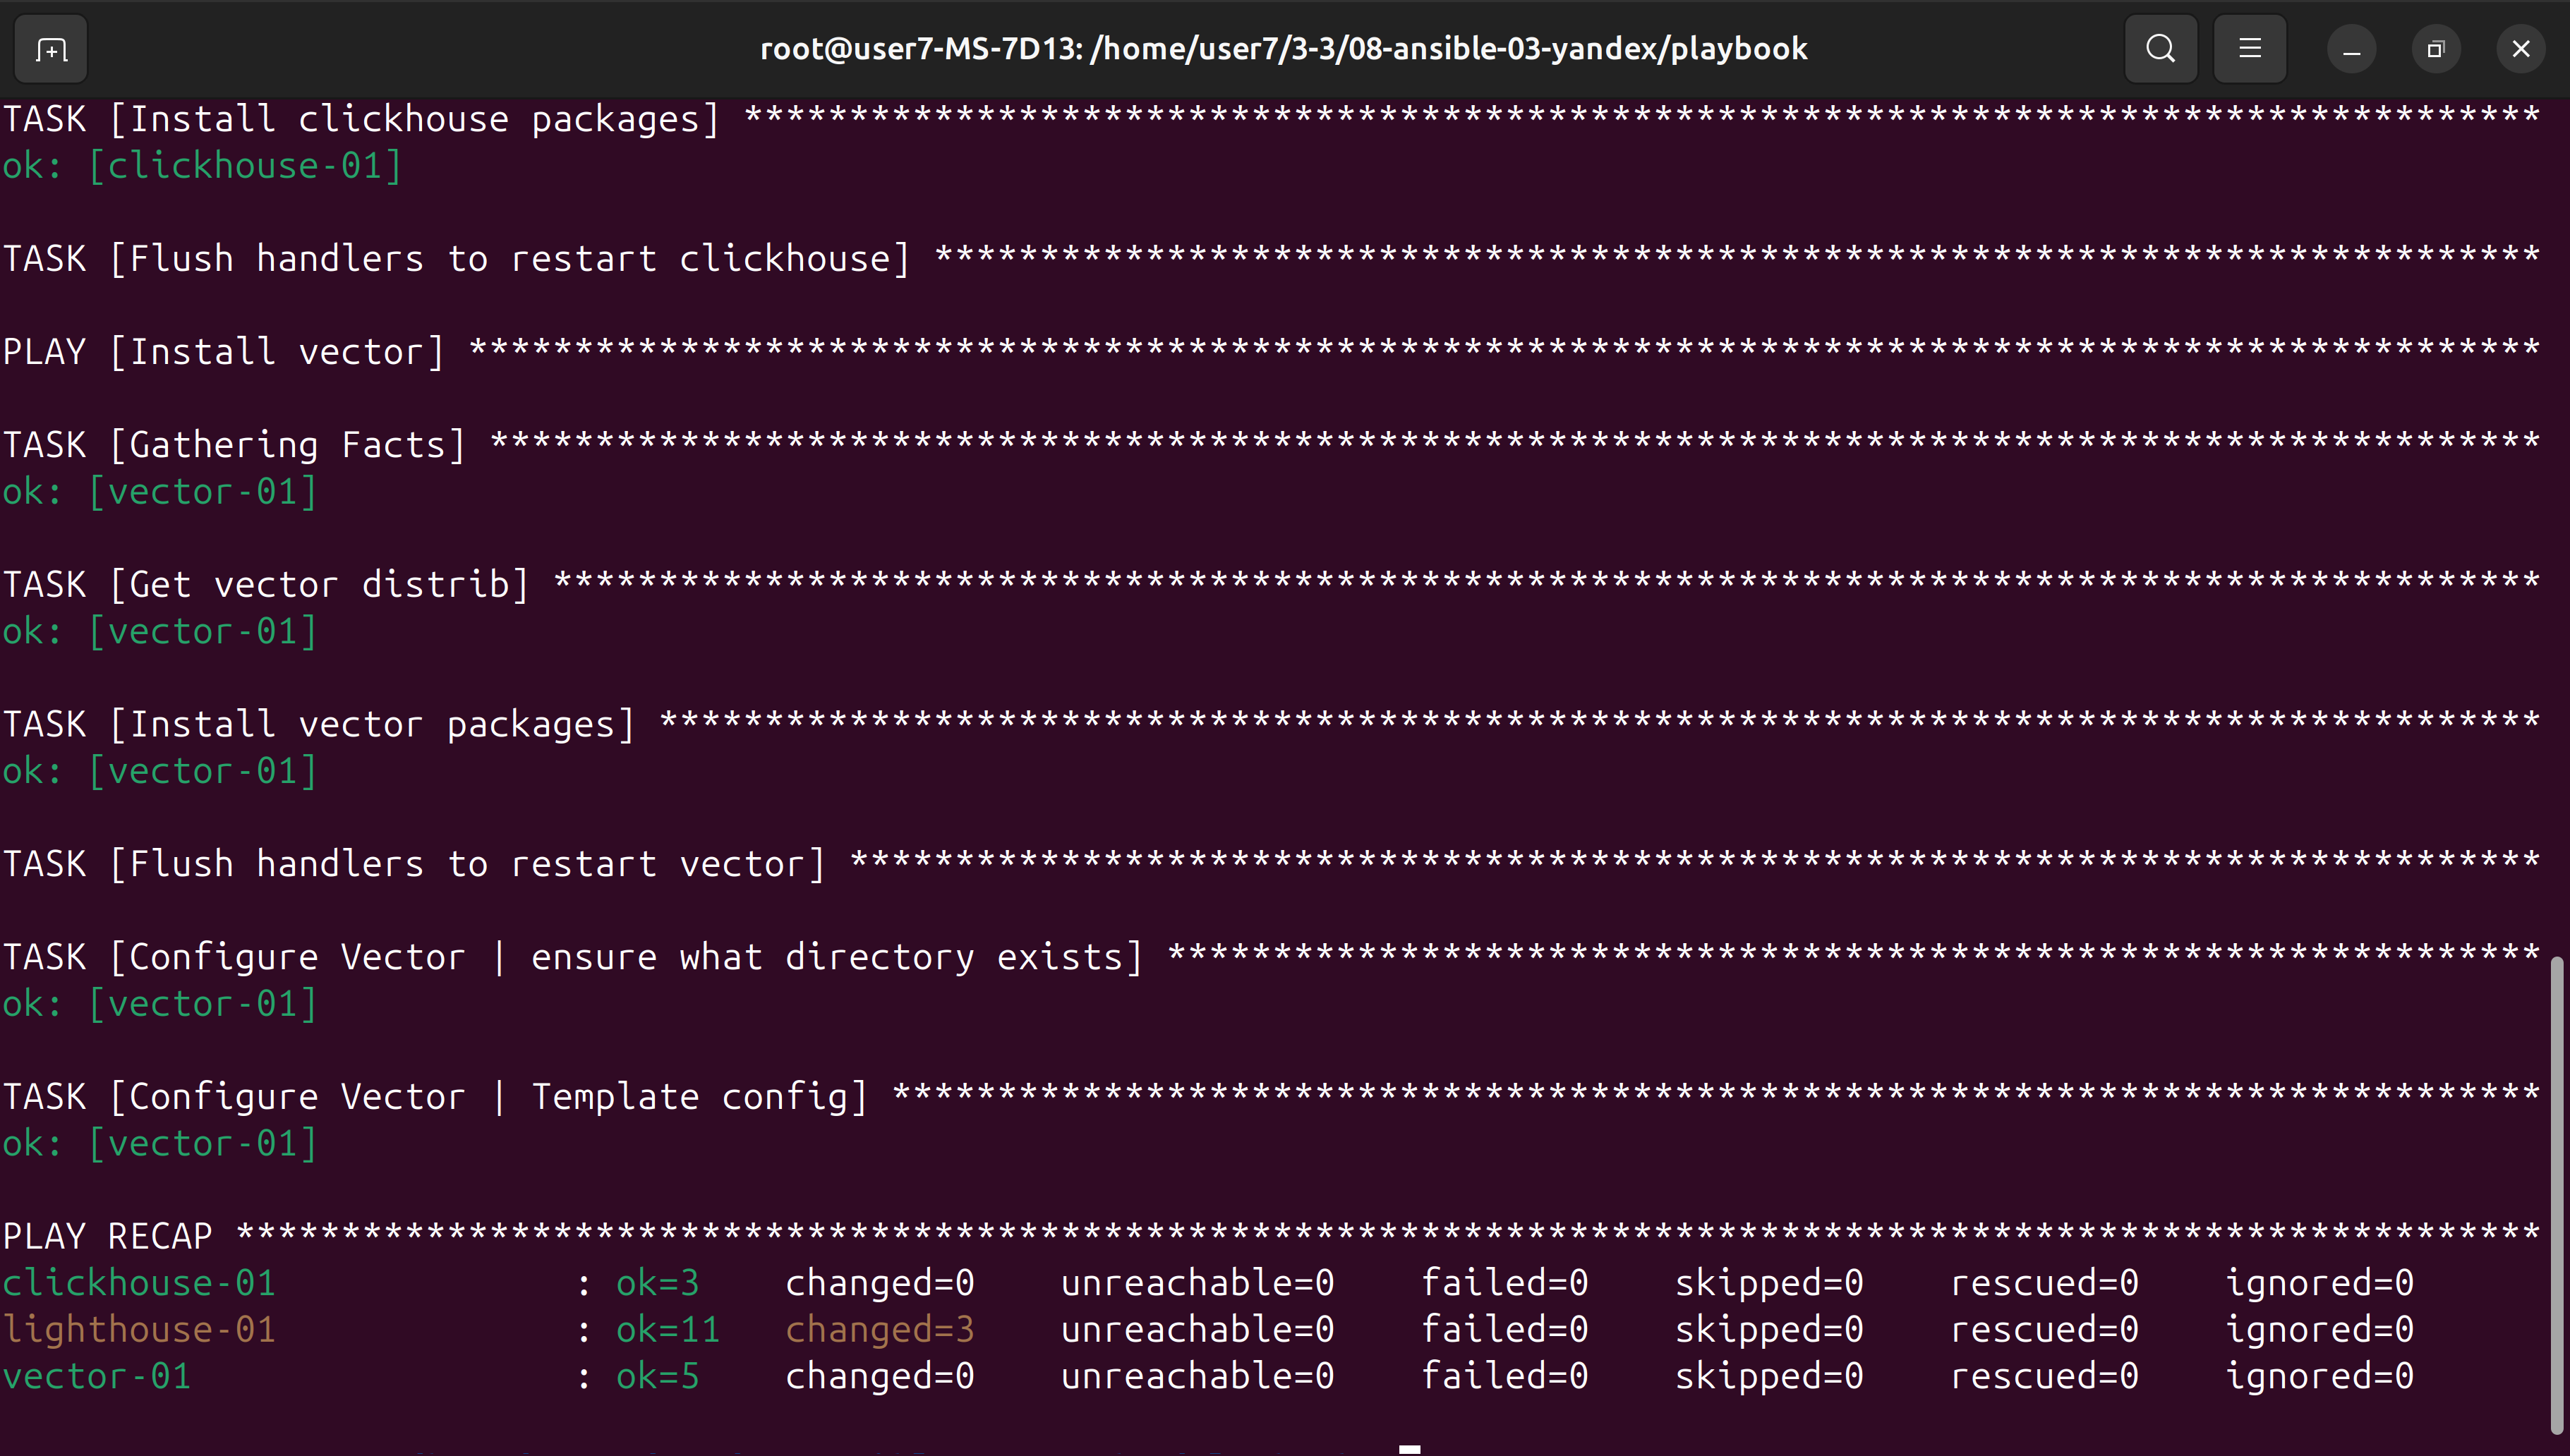 root@user7-MS-7D13: /home/user7/3-3/08-ansible-03-yandex/playbook
TASK [Install clickhouse packages] *************************************************************************************
ok: [clickhouse-01]
TASK [Flush handlers to restart clickhouse] ****************************************************************************
PLAY [Install vector] **************************************************************************************************
TASK [Gathering Facts] *************************************************************************************************
ok: [vector-01]
TASK [Get vector distrib] **********************************************************************************************
ok: [vector-01]
TASK [Install vector packages] *****************************************************************************************
ok: [vector-01]
TASK [Flush handlers to restart vector] ********************************************************************************
TASK [Configure Vector | ensure what directory exists] *****************************************************************
ok: [vector-01]
TASK [Configure Vector | Template config] ******************************************************************************
ok: [vector-01]
PLAY RECAP *************************************************************************************************************
clickhouse-01              : ok=3    changed=0    unreachable=0    failed=0    skipped=0    rescued=0    ignored=0
lighthouse-01              : ok=11   changed=3    unreachable=0    failed=0    skipped=0    rescued=0    ignored=0
vector-01                  : ok=5    changed=0    unreachable=0    failed=0    skipped=0    rescued=0    ignored=0